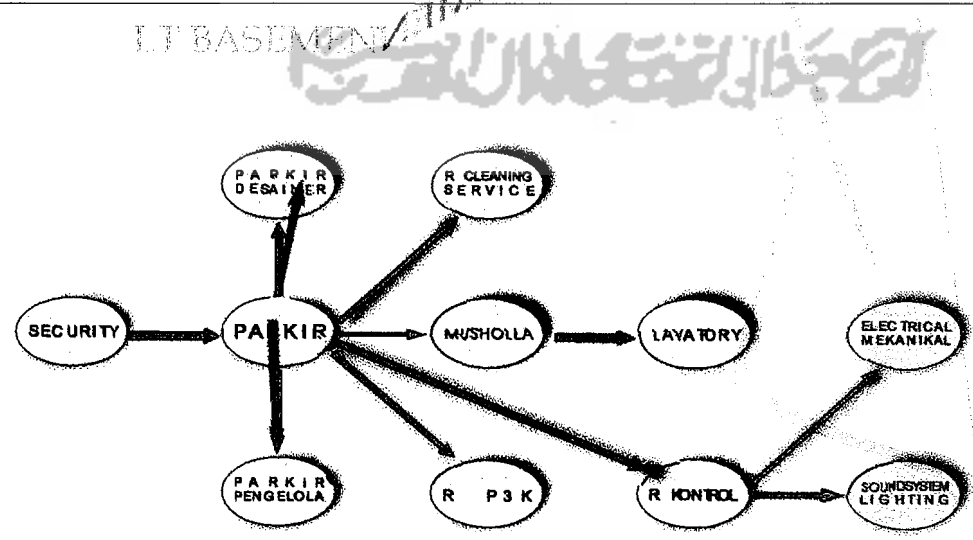 LT BASEMENT
PARKIR
DESAINER
R CLEANING
SERVICE
SECURITY
PARKIR
MUSHOLLA
LAVATORY
ELECTRICAL
MEKANIKAL
PARKIR
PENGELOLA
R P3K
R KONTROL
SOUNDSYSTEM
LIGHTING